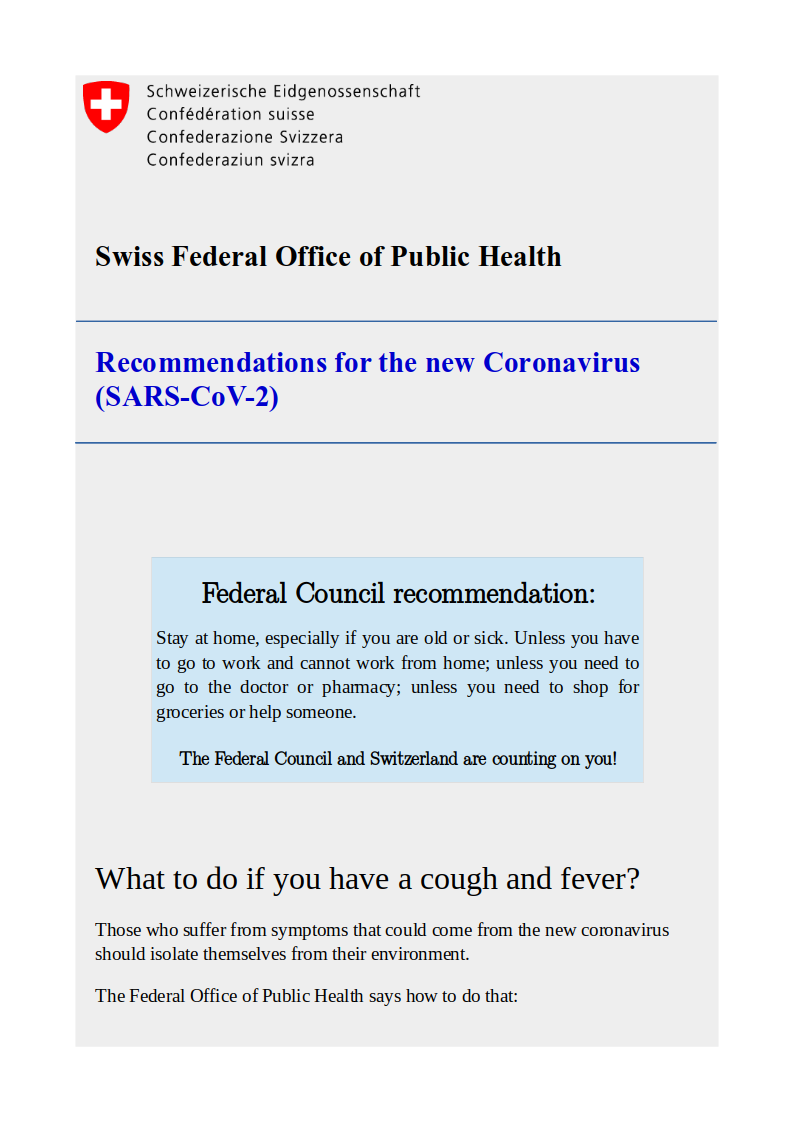 Schweizerische Eidgenossenschaft
Confédération suisse
Confederazione Svizzera
Confederaziun svizra
Swiss Federal Office of Public Health
Recommendations for the new Coronavirus
(SARS-CoV-2)
Federal Council recommendation:
Stay at home, especially if you are old or sick. Unless you have
to go to work and cannot work from home; unless you need to
go to the doctor or pharmacy; unless you need to shop for
groceries or help someone.
The Federal Council and Switzerland are counting on you!
What to do if you have a cough and fever?
Those who suffer from symptoms that could come from the new coronavirus
should isolate themselves from their environment.
The Federal Office of Public Health says how to do that: